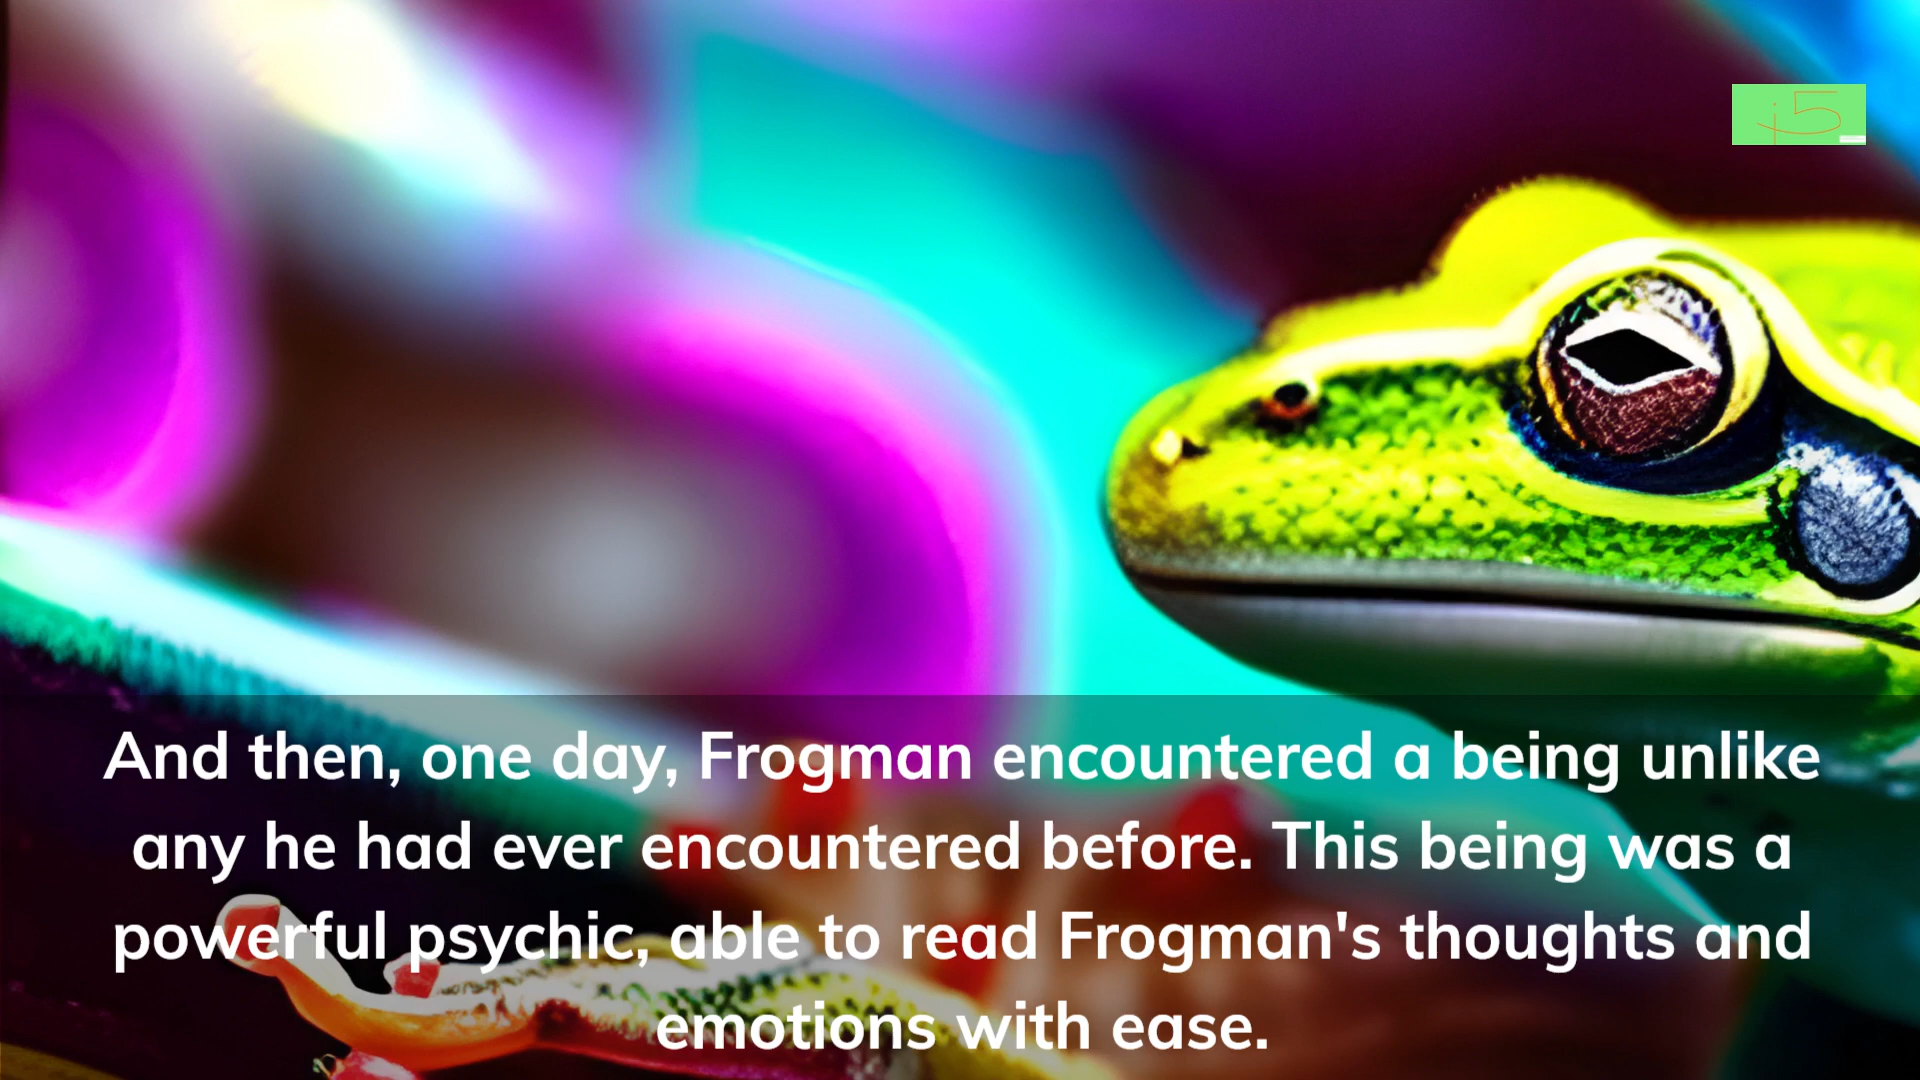 i5
And then, one day, Frogman encountered a being unlike
any he had ever encountered before. This being was a
powerful psychic, able to read Frogman's thoughts and
emotions with ease.